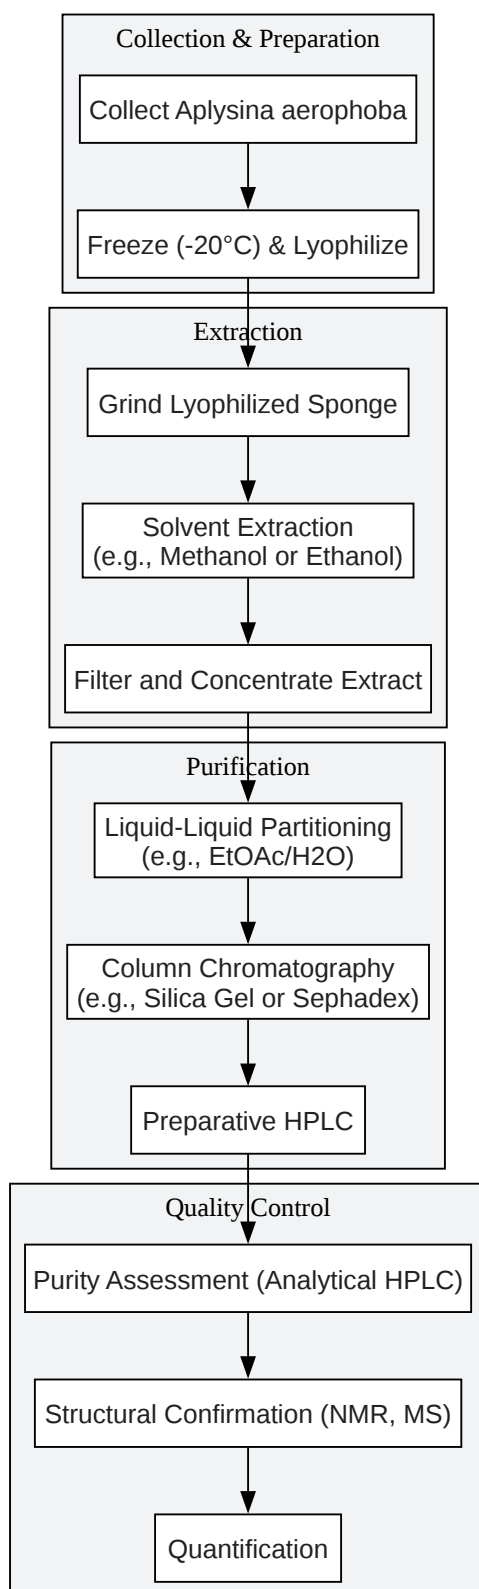 Collection & Preparation
Collect Aplysina aerophoba
Freeze (-20°C) & Lyophilize
Extraction
Grind Lyophilized Sponge
Solvent Extraction
(e.g., Methanol or Ethanol)
Filter and Concentrate Extract
Purification
Liquid-Liquid Partitioning
(e.g., EtOAc/H2O)
Column Chromatography
(e.g., Silica Gel or Sephadex)
Preparative HPLC
Quality Control
Purity Assessment (Analytical HPLC)
Structural Confirmation (NMR, MS)
Quantification